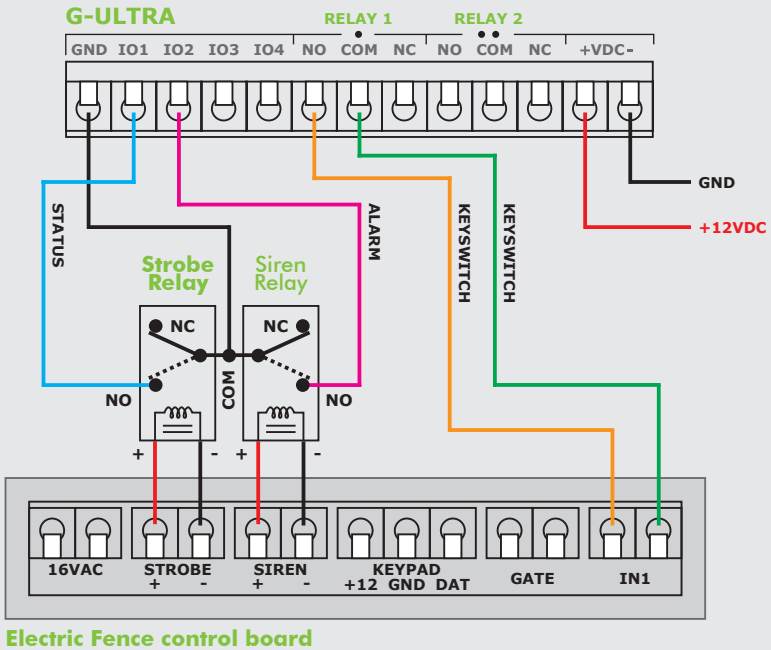 G-ULTRA
RELAY 1
RELAY 2
GND IO1 IO2 IO3 IO4 NO COM NC NO COM NC +VDC-
GND
+12VDC
STATUS
ALARM
KEYSWITCH
KEYSWITCH
Strobe
Relay
Siren
Relay
NC
NC
NO
COM
NO
+ - + -
16VAC
STROBE
+ -
SIREN
+ -
KEYPAD
+12 GND DAT
GATE
IN1
Electric Fence control board